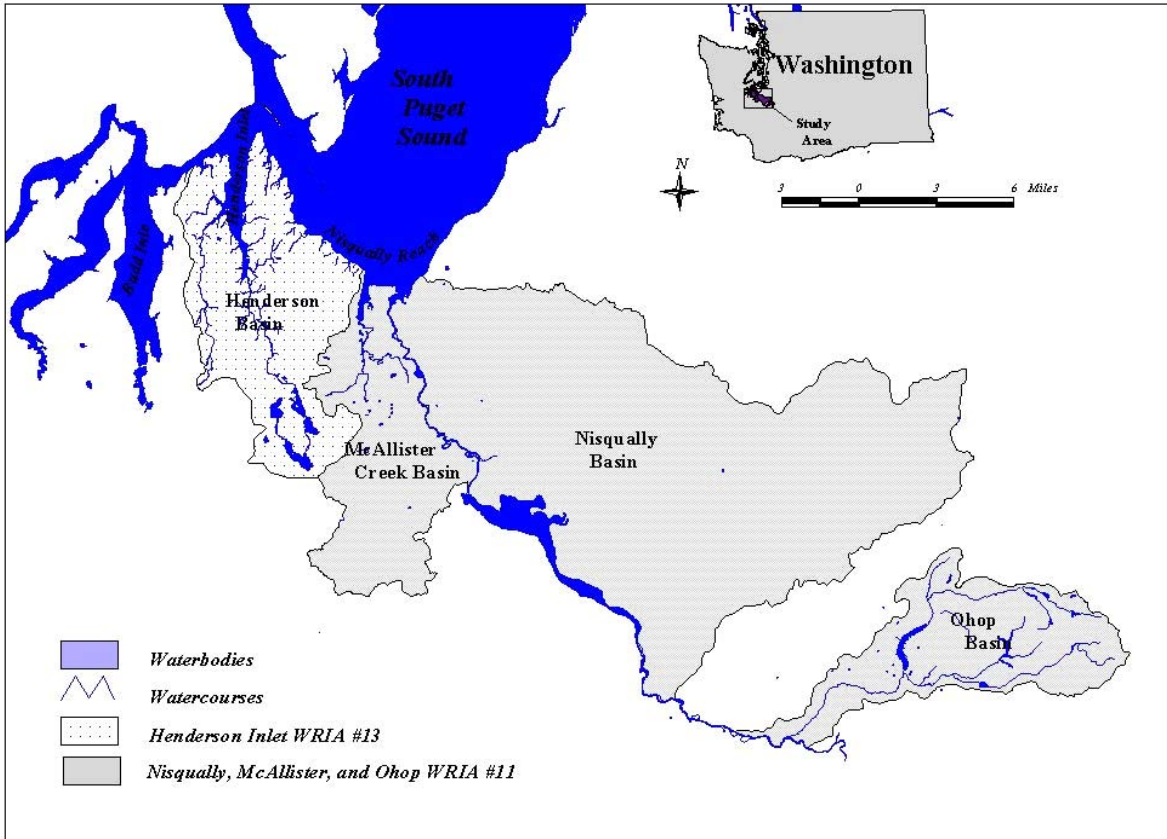 South
Puget
Sound
Washington
Study
Area
N
3 0 3 6 Miles
Henderson Inlet
Budd Inle
Nisqually Reach
Henderson
Basin
McAllister
Creek Basin
Nisqually
Basin
Ohop
Basin
Waterbodies
Watercourses
Henderson Inlet WRIA #13
Nisqually, McAllister, and Ohop WRIA #11